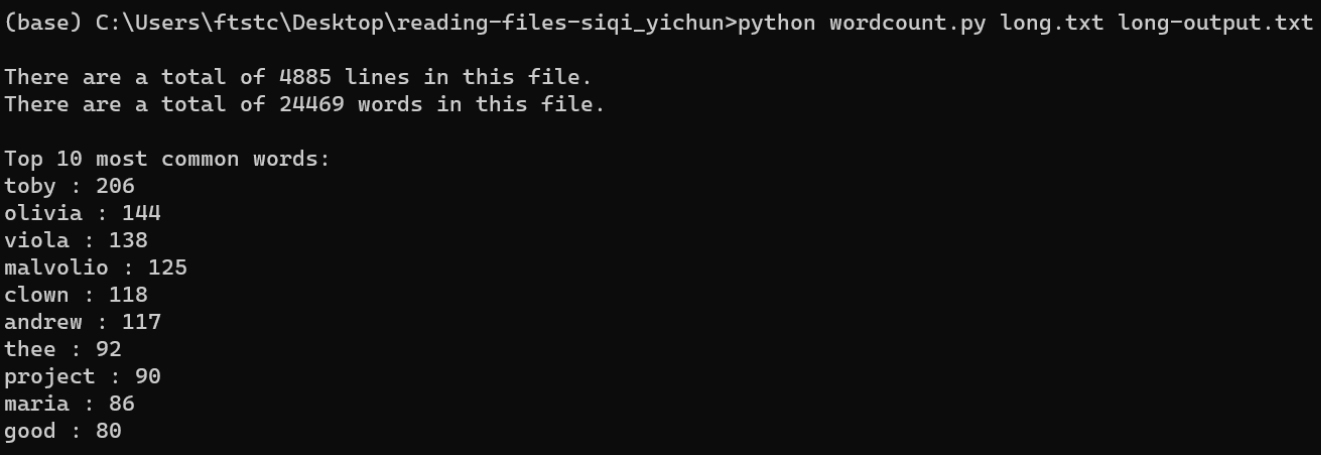 (base) C:\Users\ftstc\Desktop\reading-files-siqi_yichun>python wordcount.py long.txt long-output.txt
There are a total of 4885 lines in this file.
There are a total of 24469 words in this file.
Top 10 most common words:
toby : 206
olivia : 144
viola : 138
malvolio : 125
clown : 118
andrew : 117
thee : 92
project : 90
maria : 86
good : 80